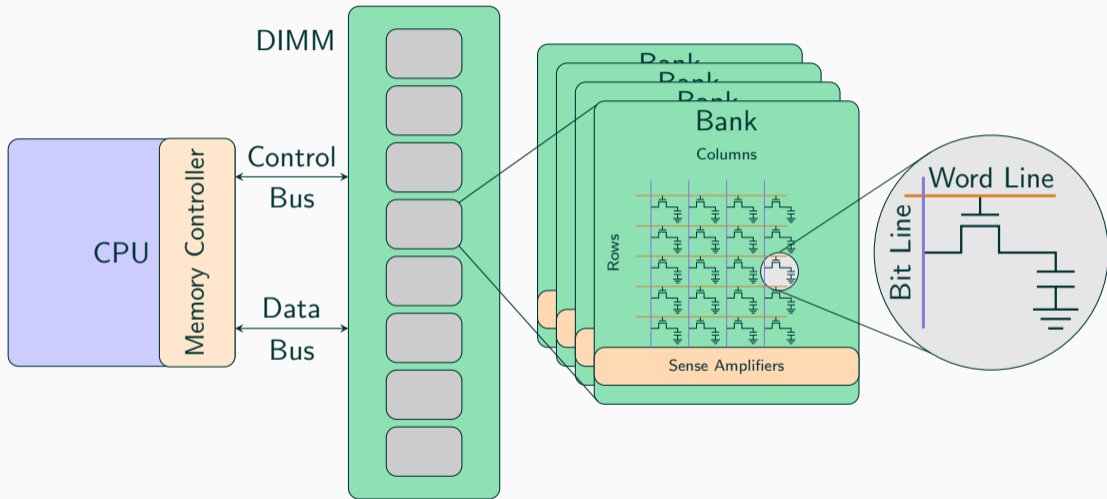 DIMM
CPU
Memory Controller
Control
Bus
Data
Bus
Bank
Bank
Bank
Bank
Columns
Rows
Sense Amplifiers
Word Line
Bit Line